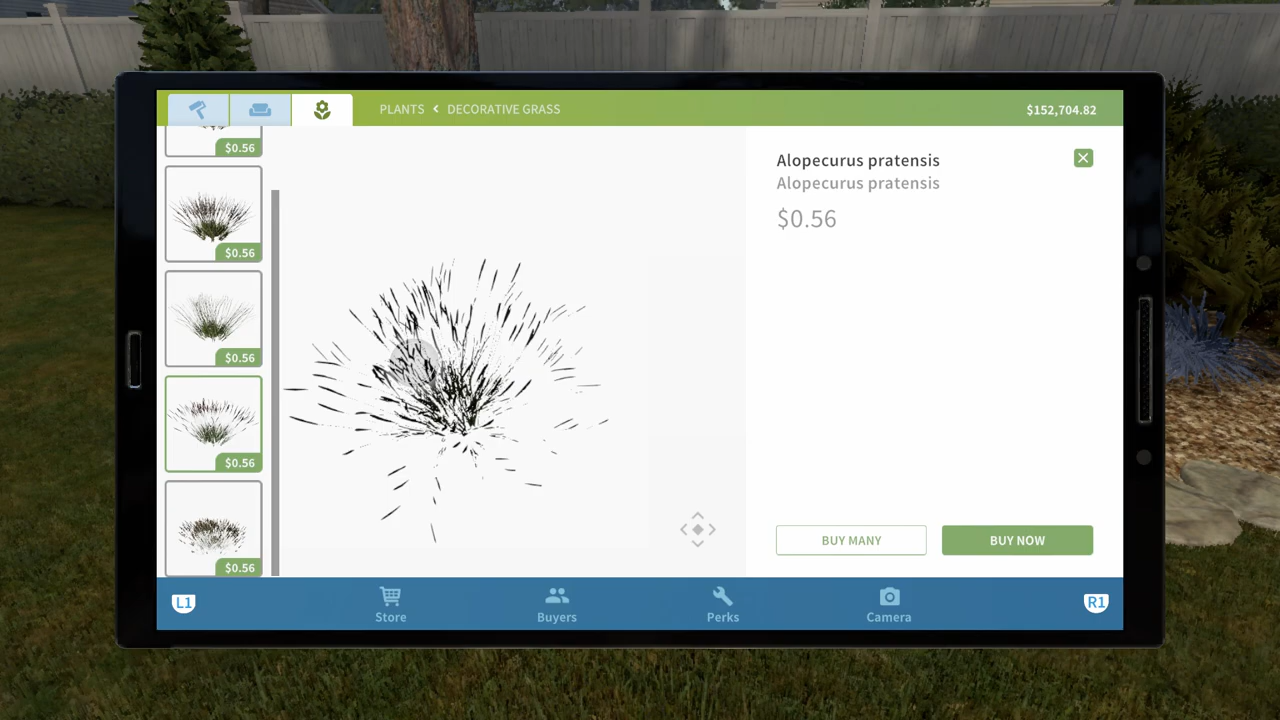 PLANTS < DECORATIVE GRASS
$152,704.82
$0.56
$0.56
$0.56
$0.56
$0.56
Alopecurus pratensis
Alopecurus pratensis
$0.56
BUY MANY
BUY NOW
L1
Store
Buyers
Perks
Camera
R1